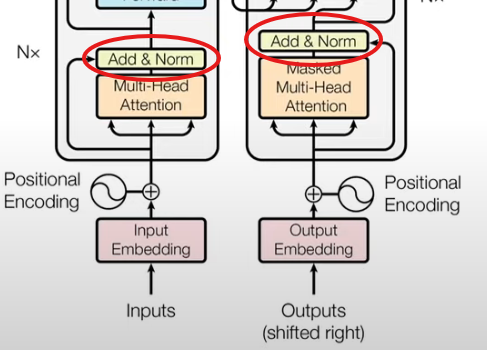 Forward
N×
Add & Norm
Multi-Head
Attention
Positional
Encoding
Input
Embedding
Inputs
N×
Add & Norm
Masked
Multi-Head
Attention
Positional
Encoding
Output
Embedding
Outputs
(shifted right)